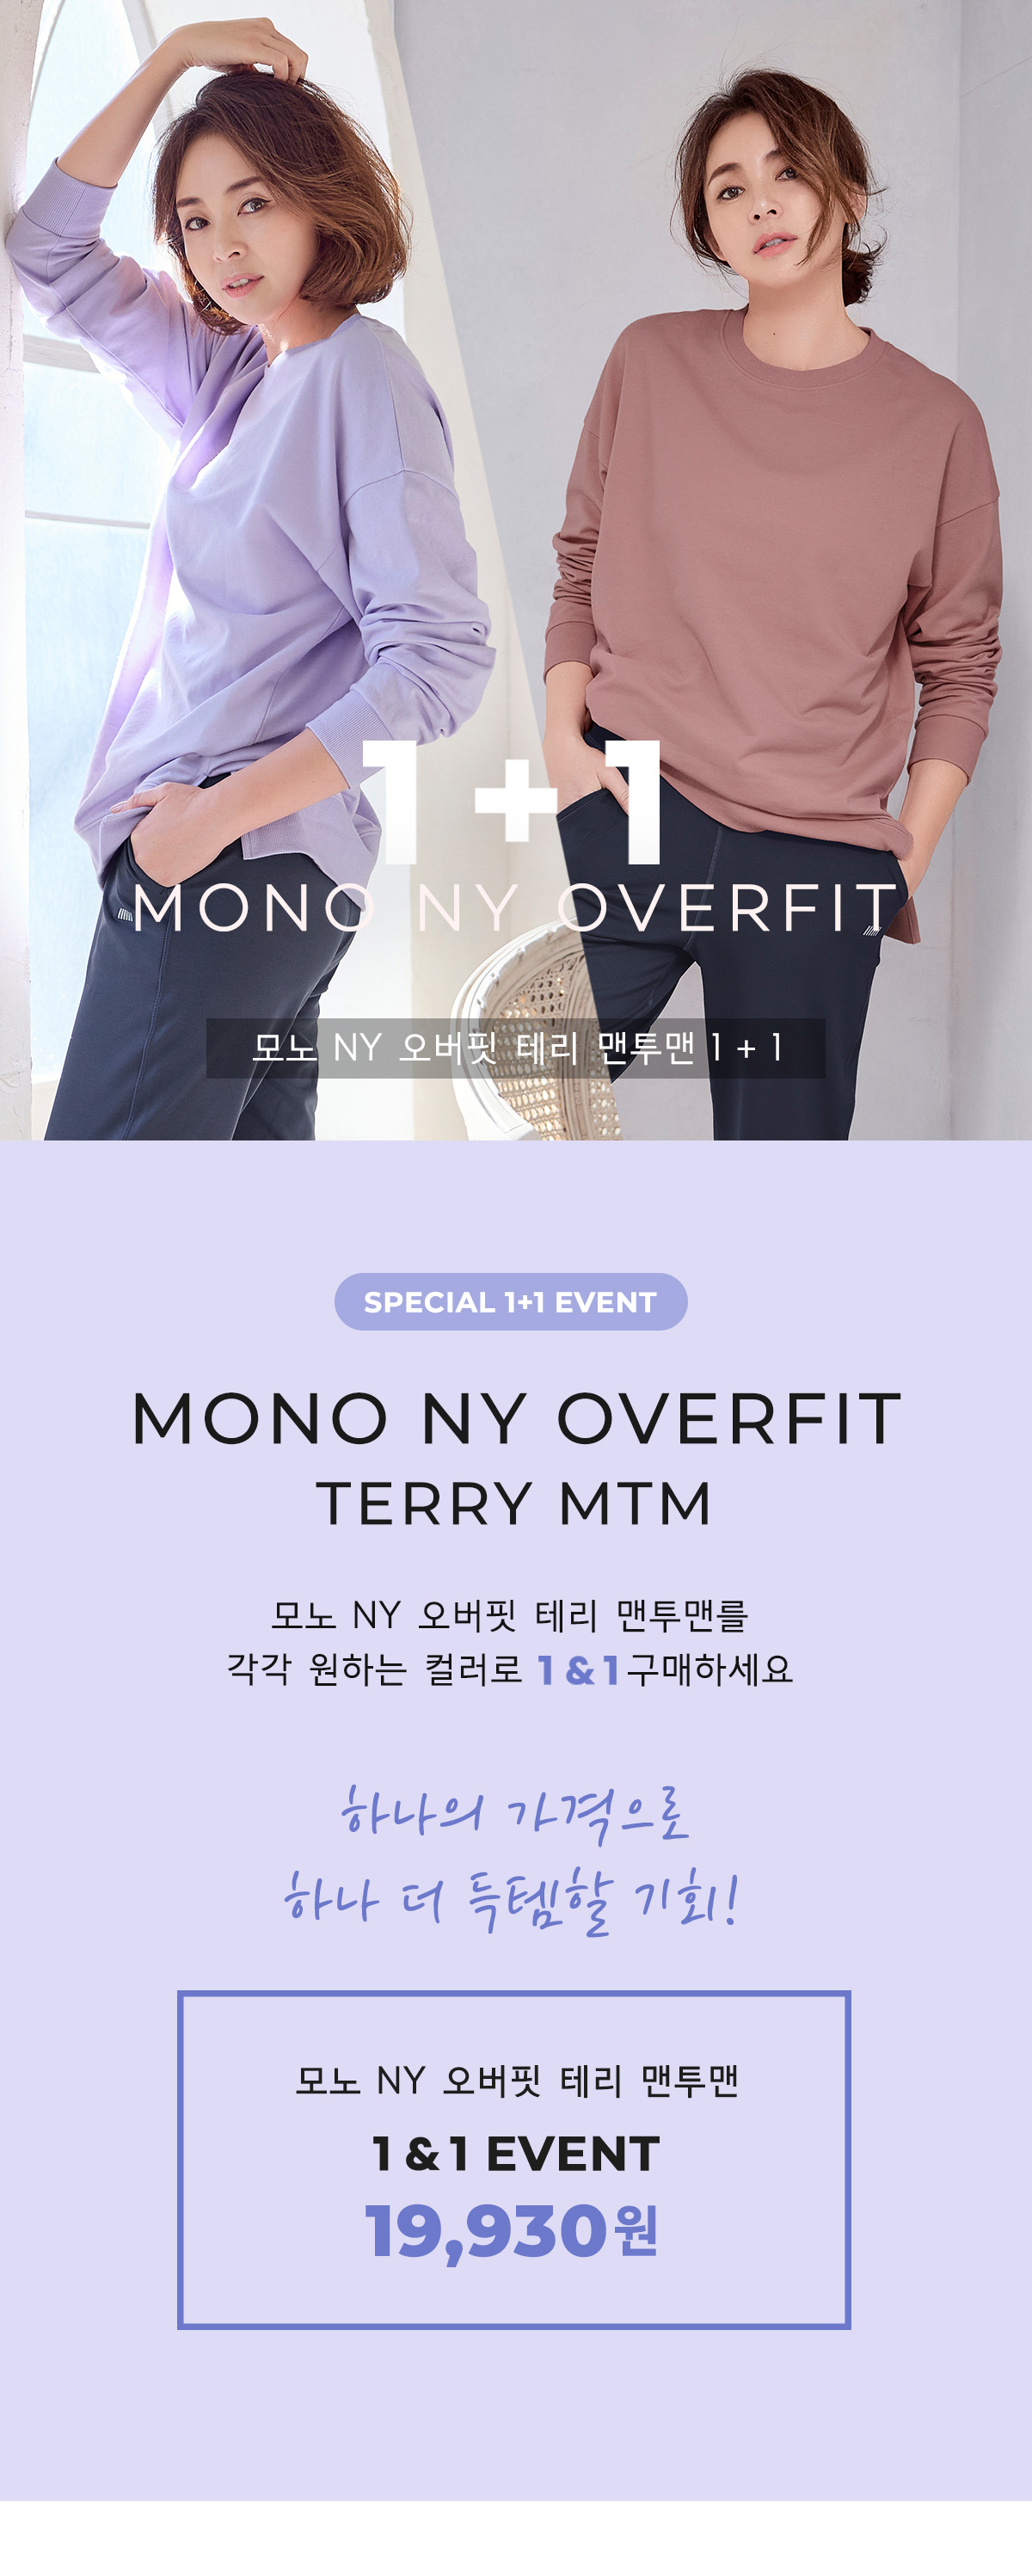 1 + 1
MONO NY OVERFIT
모노 NY 오버핏 테리 맨투맨 1 + 1
SPECIAL 1+1 EVENT
MONO NY OVERFIT
TERRY MTM
모노 NY 오버핏 테리 맨투맨를
각각 원하는 컬러로 1 & 1 구매하세요
하나의 가격으로
하나 더 득템할 기회!
모노 NY 오버핏 테리 맨투맨
1 & 1 EVENT
19,930원